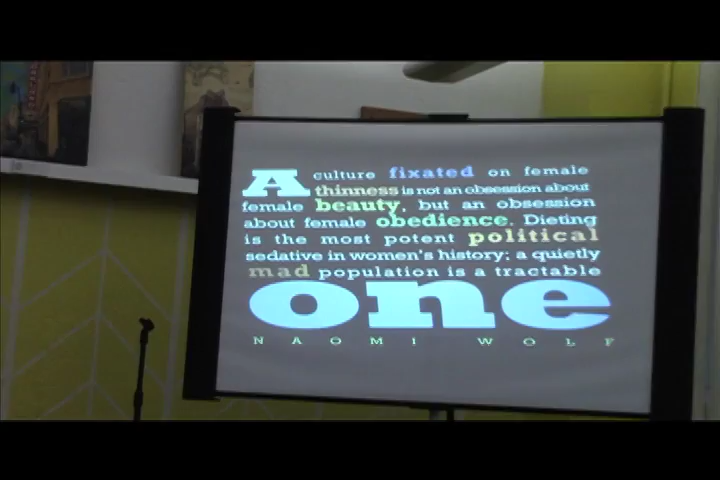 A culture fixated on female
thinness is not an obsession about
female beauty, but an obsession
about female obedience. Dieting
is the most potent political
sedative in women's history; a quietly
mad population is a tractable
one
NAOMI WOLF